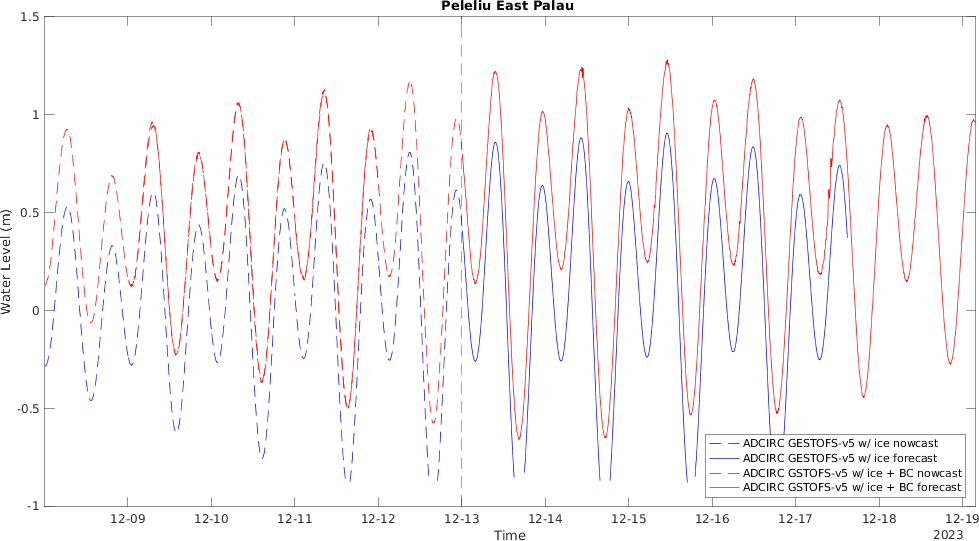 Peleliu East Palau
1.5
1
0.5
0
-0.5
-1
Water Level (m)
12-09
12-10
12-11
12-12
12-13
12-14
12-15
12-16
12-17
12-18
12-19
Time
2023
ADCIRC GESTOFS-v5 w/ ice nowcast
ADCIRC GESTOFS-v5 w/ ice forecast
ADCIRC GSTOFS-v5 w/ ice + BC nowcast
ADCIRC GSTOFS-v5 w/ ice + BC forecast